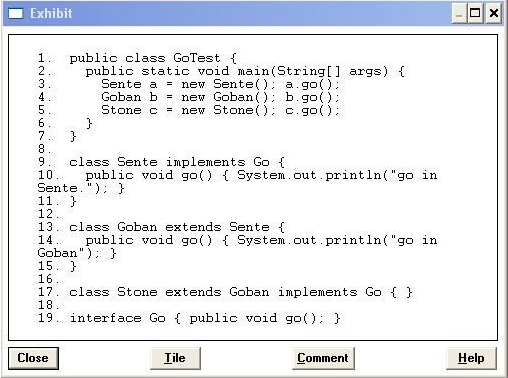 Exhibit
1. public class GoTest {
2. public static void main(String[] args) {
3. Sente a = new Sente(); a.go();
4. Goban b = new Goban(); b.go();
5. Stone c = new Stone(); c.go();
6. }
7. }
8.
9. class Sente implements Go {
10. public void go() { System.out.println("go in
Sente."); }
11. }
12.
13. class Goban extends Sente {
14. public void go() { System.out.println("go in
Goban"); }
15. }
16.
17. class Stone extends Goban implements Go { }
18.
19. interface Go { public void go(); }
Close Tile Comment Help